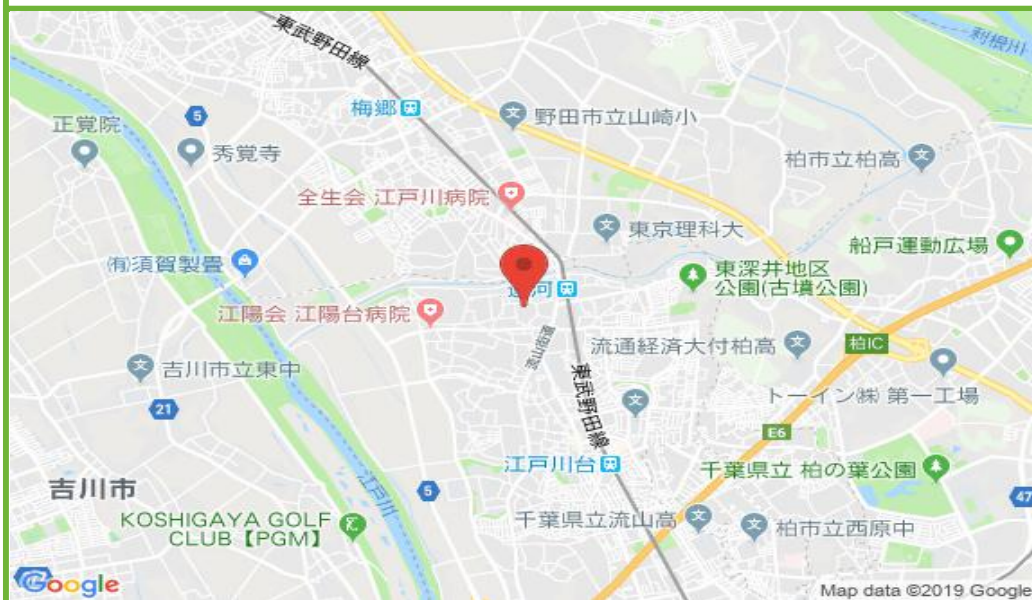 東武野田線
利根川
梅郷
5
野田市立山崎小
正覚院
秀覚寺
柏市立柏高
全生会 江戸川病院
東京理科大
船戸運動広場
(有)須賀製畳
東深井地区
公園(古墳公園)
河
江陽会 江陽台病院
流山街道
流通経済大付柏高
柏IC
吉川市立東中
東武野田線
トーイン㈱ 第一工場
21
E6
江戸川台
千葉県立 柏の葉公園
吉川市
江戸川
5
47
KOSHIGAYA GOLF
CLUB【PGM】
千葉県立流山高
柏市立西原中
Google
Map data ©2019 Google